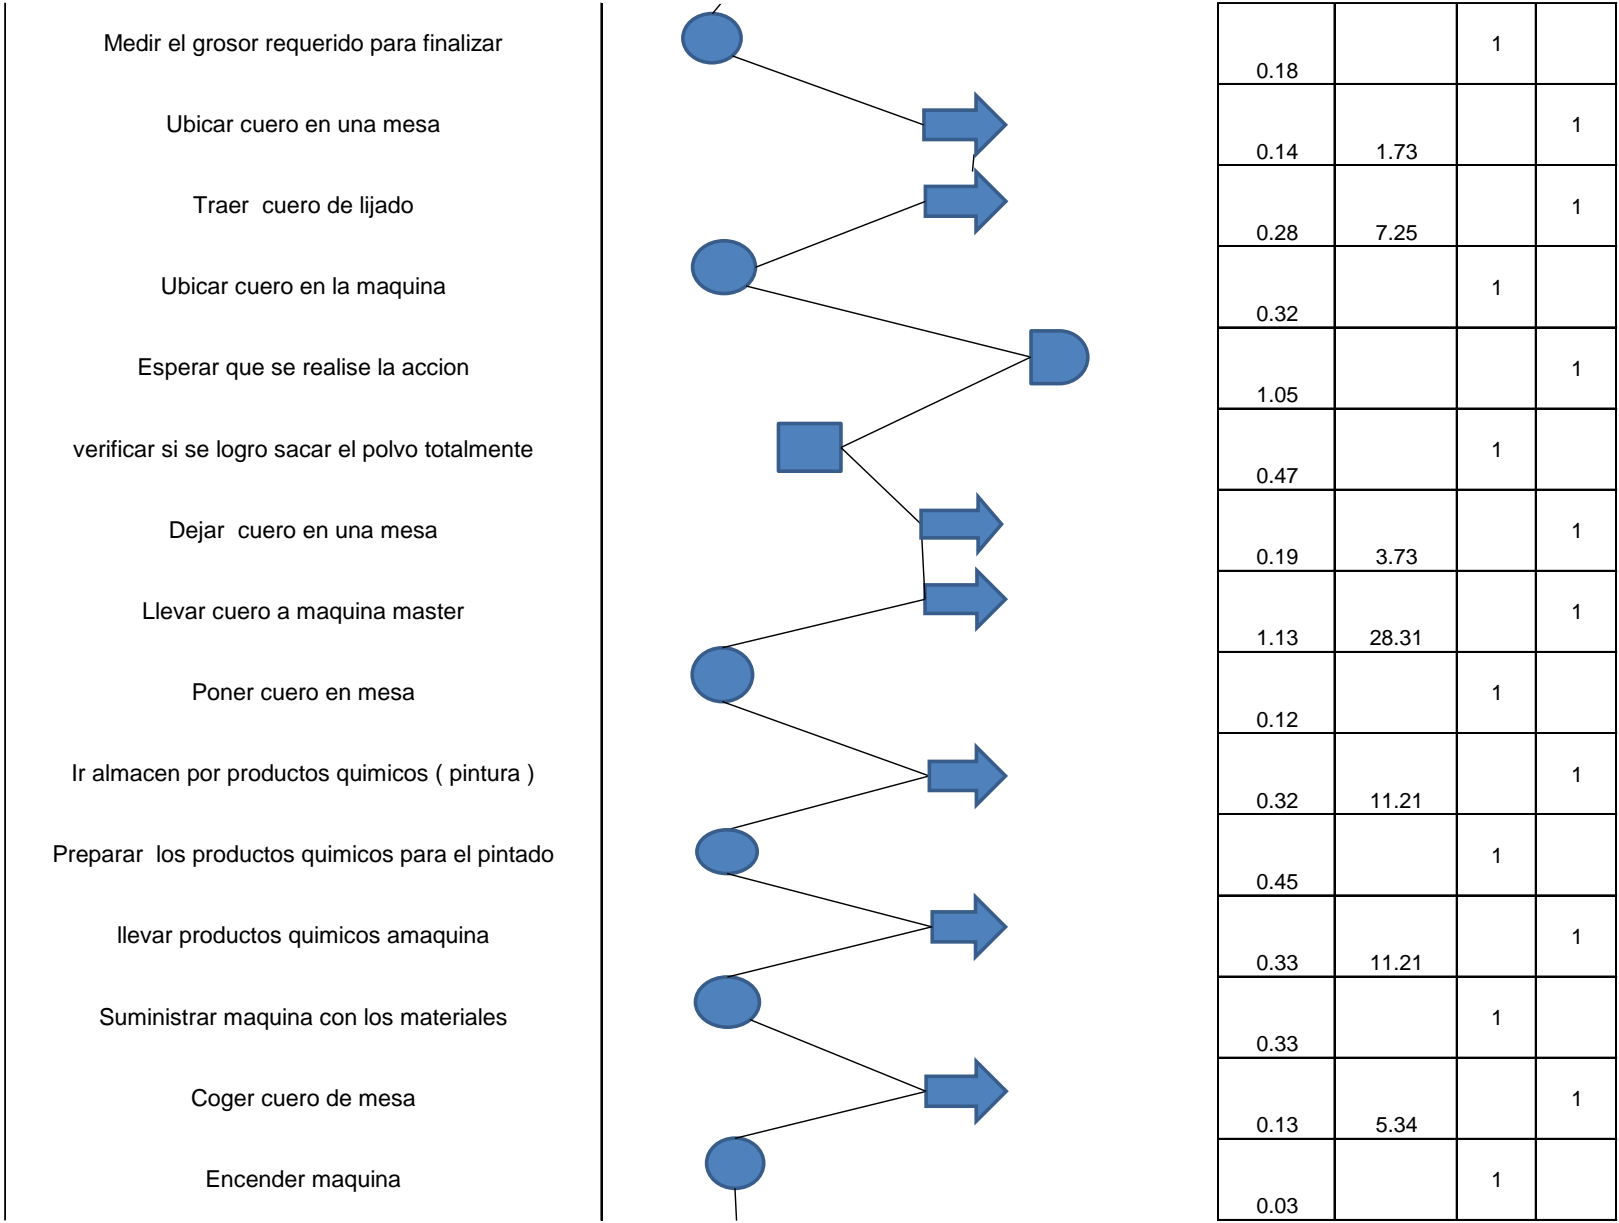 Medir el grosor requerido para finalizar 0.18 1
Ubicar cuero en una mesa 0.14 1.73 1
Traer  cuero de lijado 0.28 7.25 1
Ubicar cuero en la maquina 0.32 1
Esperar que se realise la accion 1.05 1
verificar si se logro sacar el polvo totalmente 0.47 1
Dejar  cuero en una mesa 0.19 3.73 1
Llevar cuero a maquina master 1.13 28.31 1
Poner cuero en mesa 0.12 1
Ir almacen por productos quimicos ( pintura ) 0.32 11.21 1
Preparar  los productos quimicos para el pintado 0.45 1
llevar productos quimicos amaquina 0.33 11.21 1
Suministrar maquina con los materiales 0.33 1
Coger cuero de mesa 0.13 5.34 1
Encender maquina 0.03 1